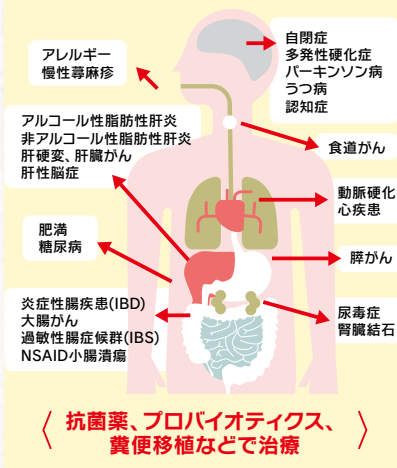 アレルギー
慢性蕁麻疹
自閉症
多発性硬化症
パーキンソン病
うつ病
認知症
アルコール性脂肪性肝炎
非アルコール性脂肪性肝炎
肝硬変、肝臓がん
肝性脳症
食道がん
動脈硬化
心疾患
肥満
糖尿病
膵がん
炎症性腸疾患(IBD)
大腸がん
過敏性腸症候群(IBS)
NSAID小腸潰瘍
尿毒症
腎臓結石
抗菌薬、プロバイオティクス、
糞便移植などで治療